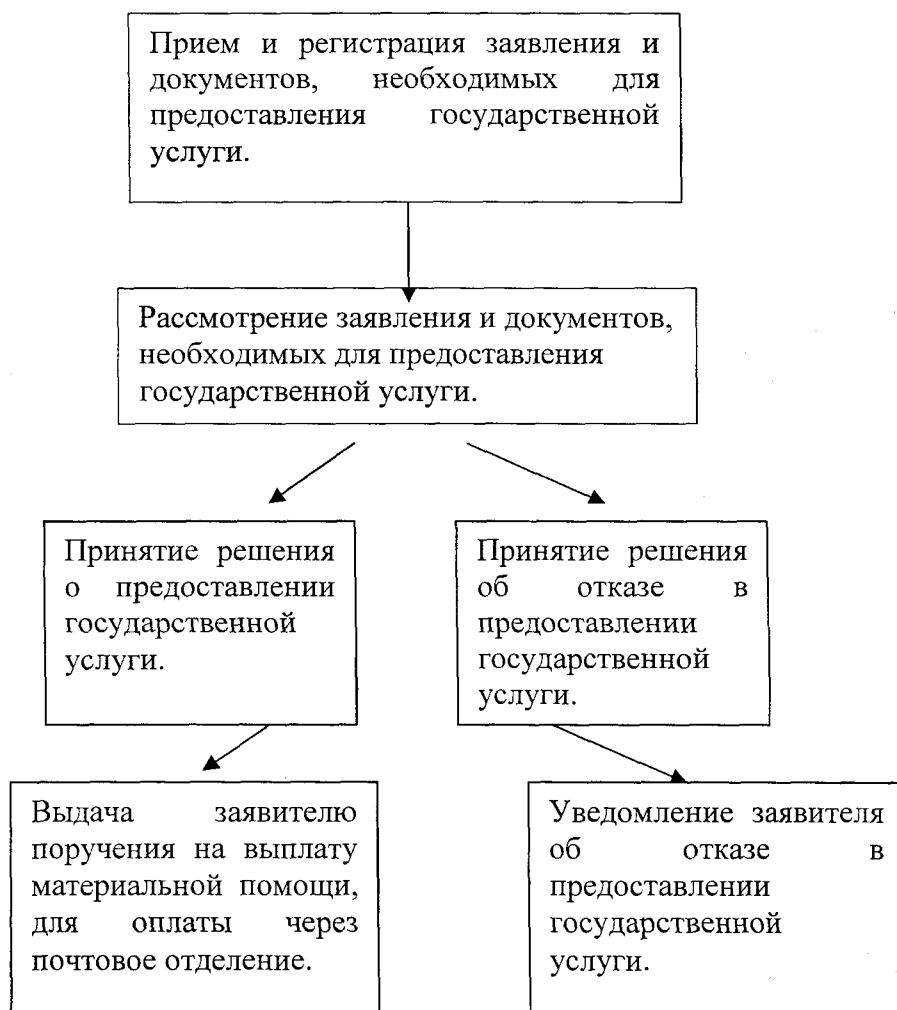 Прием и регистрация заявления и
документов, необходимых для
предоставления государственной
услуги.
Рассмотрение заявления и документов,
необходимых для предоставления
государственной услуги.
Принятие решения
о предоставлении
государственной
услуги.
Принятие решения
об отказе в
предоставлении
государственной
услуги.
Выдача заявителю
поручения на выплату
материальной помощи,
для оплаты через
почтовое отделение.
Уведомление заявителя
об отказе в
предоставлении
государственной
услуги.